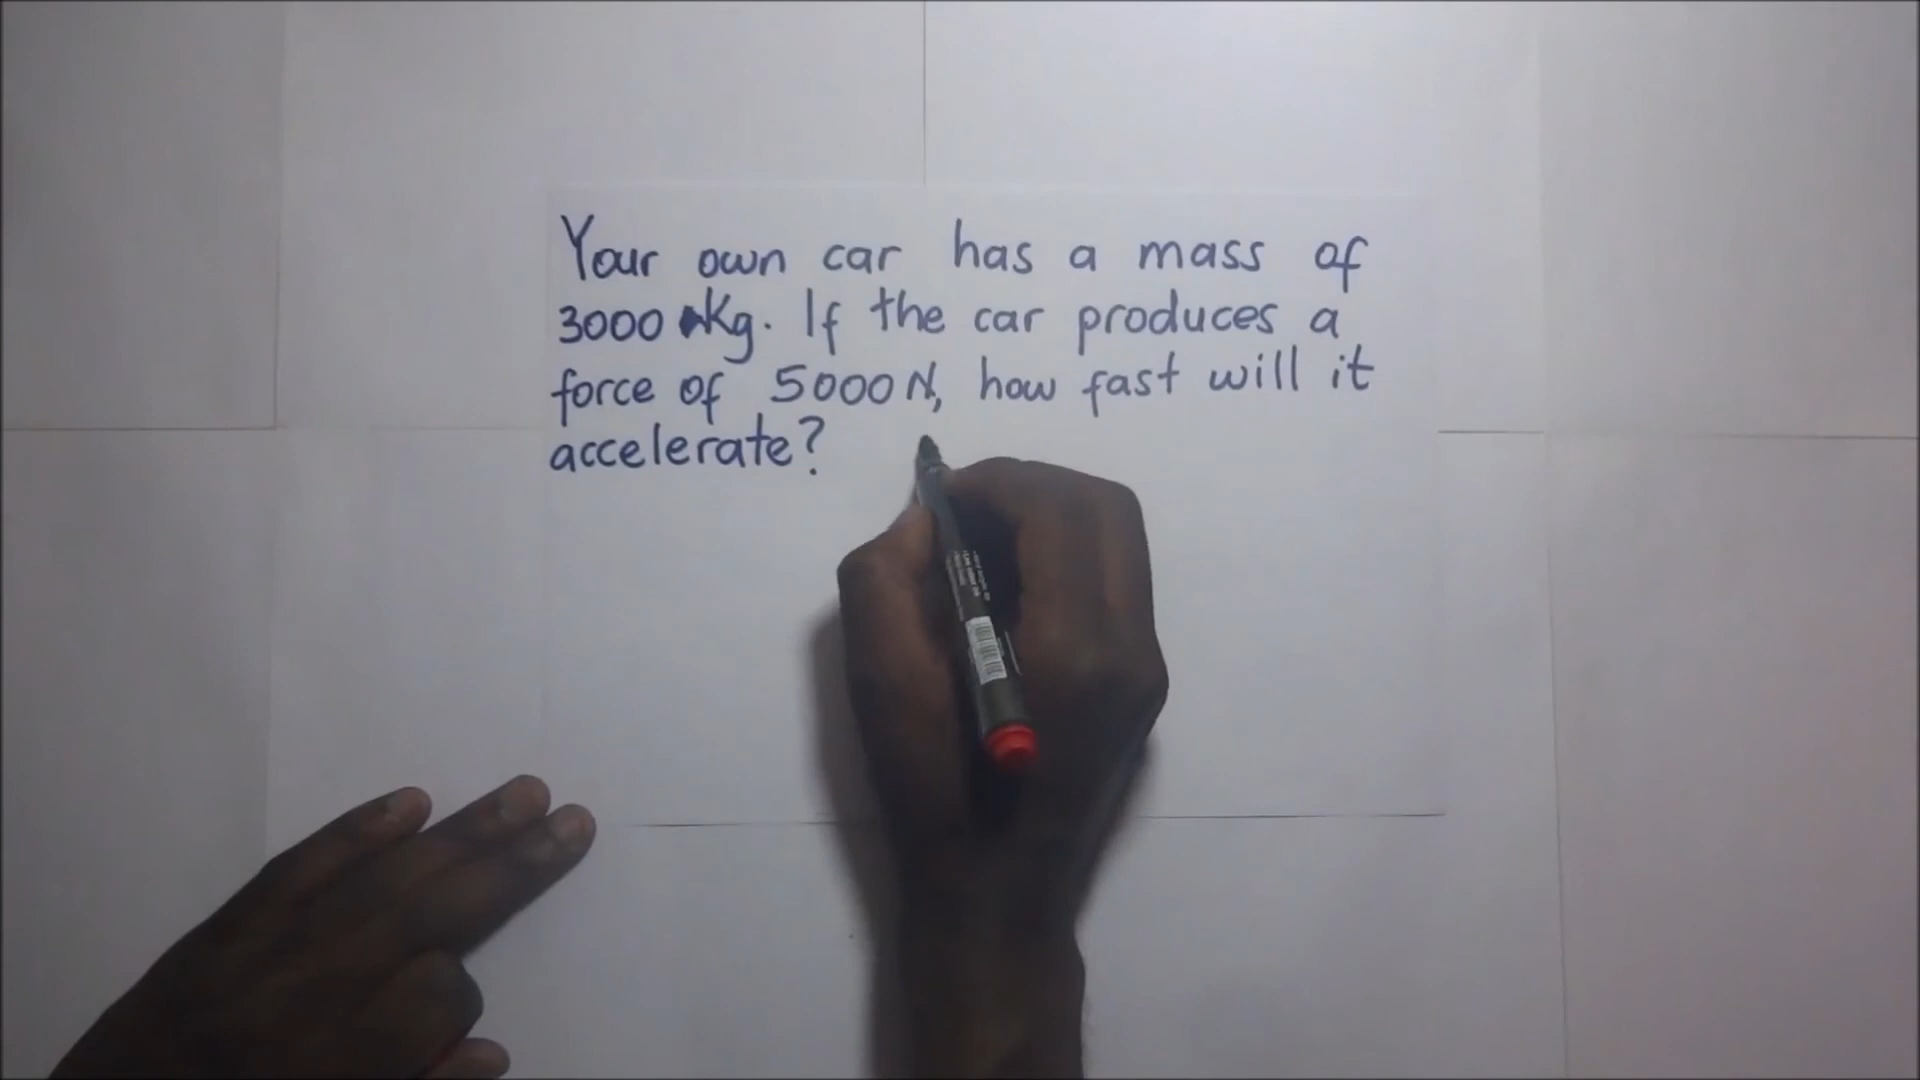 Your own car has a mass of
3000 Kg. If the car produces a
force of 5000 N, how fast will it
accelerate?